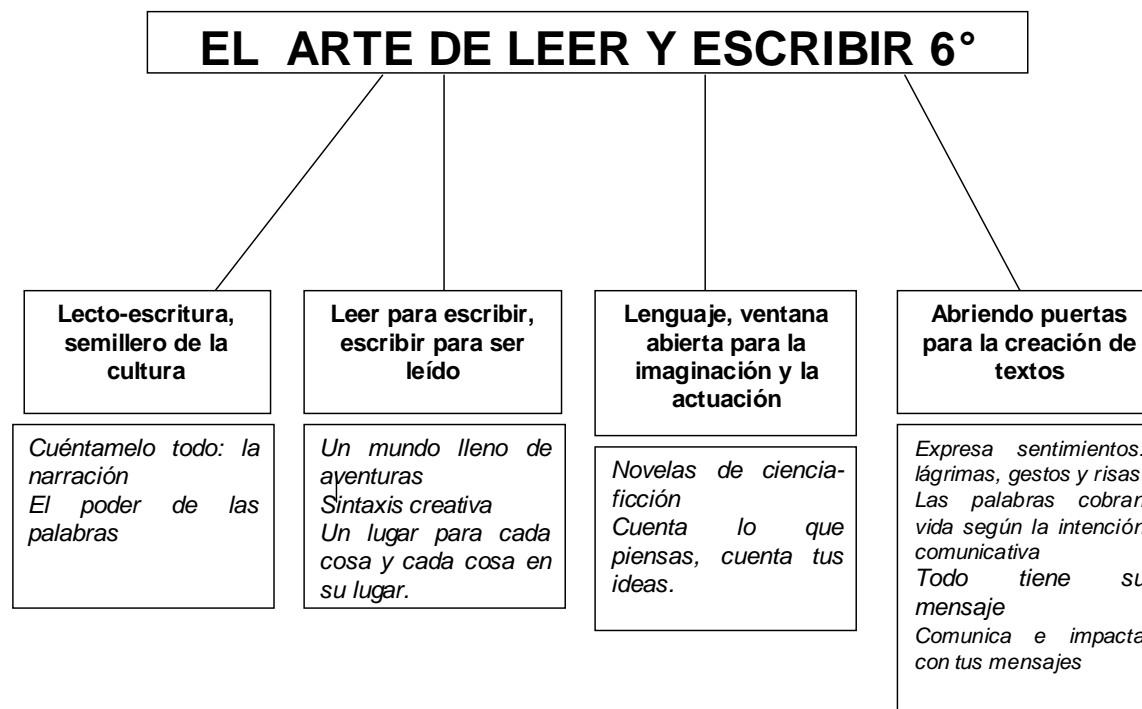 EL ARTE DE LEER Y ESCRIBIR 6°
Lecto-escritura,
semillero de la
cultura
Cuéntamelo todo: la
narración
El poder de las
palabras
Leer para escribir,
escribir para ser
leído
Un mundo lleno de
aventuras
Sintaxis creativa
Un lugar para cada
cosa y cada cosa en
su lugar.
Lenguaje, ventana
abierta para la
imaginación y la
actuación
Novelas de ciencia-
ficción
Cuenta lo que
piensas, cuenta tus
ideas.
Abriendo puertas
para la creación de
textos
Expresa sentimientos:
lágrimas, gestos y risas
Las palabras cobran
vida según la intención
comunicativa
Todo tiene su
mensaje
Comunica e impacta
con tus mensajes